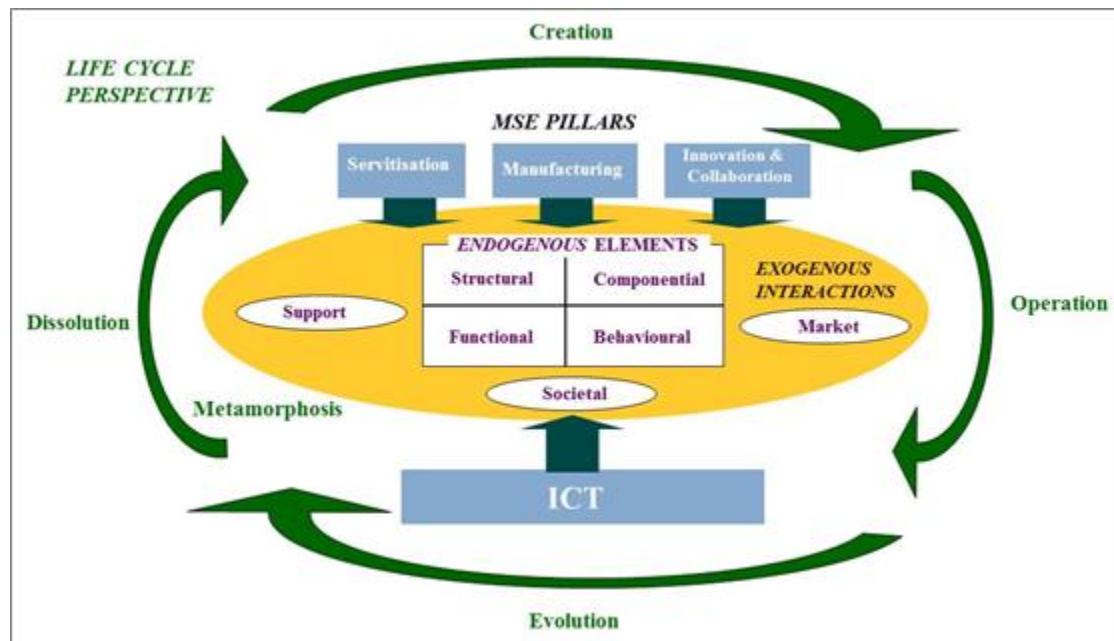 Creation
LIFE CYCLE
PERSPECTIVE
MSE PILLARS
Servitisation
Manufacturing
Innovation &
Collaboration
ENDOGENOUS ELEMENTS
Structural
Componential
EXOGENOUS
INTERACTIONS
Support
Market
Operation
Dissolution
Functional
Behavioural
Societal
Metamorphosis
ICT
Evolution